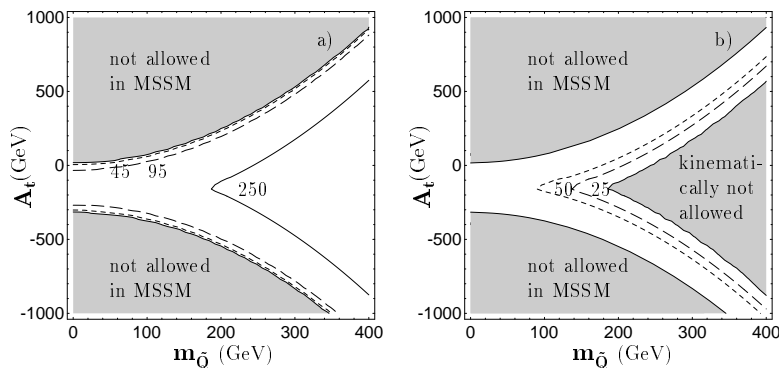 a)
not allowed
in MSSM
1000
500
0
-500
-1000
A_t(GeV)
45 95
250
not allowed
in MSSM
0 100 200 300 400
m_Q̃ (GeV)
b)
not allowed
in MSSM
1000
500
0
-500
-1000
A_t(GeV)
50 25
kinemati-
cally not
allowed
not allowed
in MSSM
0 100 200 300 400
m_Q̃ (GeV)